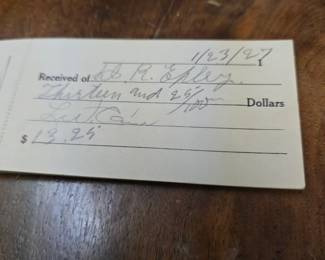 1/23/27
Received of R. Epley
Thirteen and 25/100 Dollars
$ 13.25